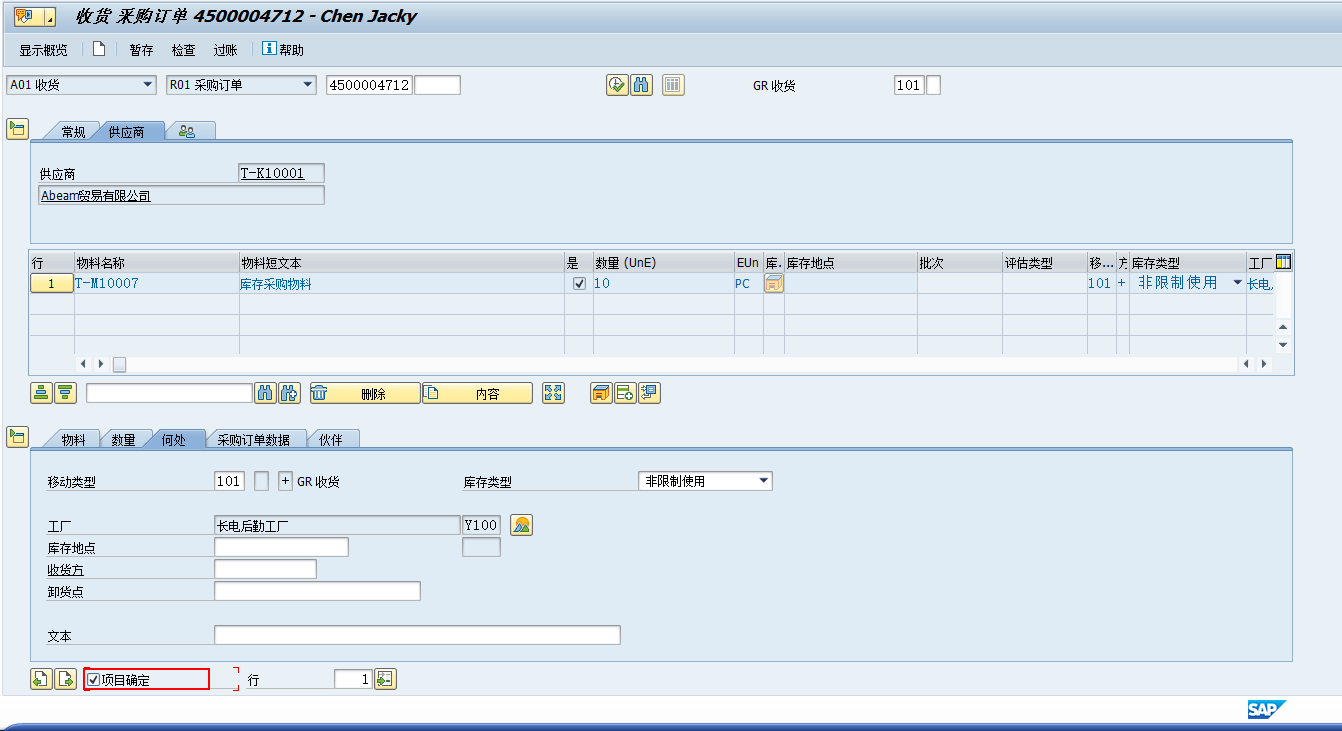 收货 采购订单 4500004712 - Chen Jacky
显示概览 暂存 检查 过账 帮助
A01 收货 R01 采购订单 4500004712 GR 收货 101
常规 供应商
供应商 T-K10001
Abeam贸易有限公司
行 物料名称 物料短文本 是 数量 (UnE) EUn 库. 库存地点 批次 评估类型 移... 方 库存类型 工厂
1 T-M10007 库存采购物料 10 PC 101 + 非限制使用 长电.
删除 内容
物料 数量 何处 采购订单数据 伙伴
移动类型 101 + GR 收货 库存类型 非限制使用
工厂 长电后勤工厂 Y100
库存地点
收货方
卸货点
文本
项目确定 行 1
SAP